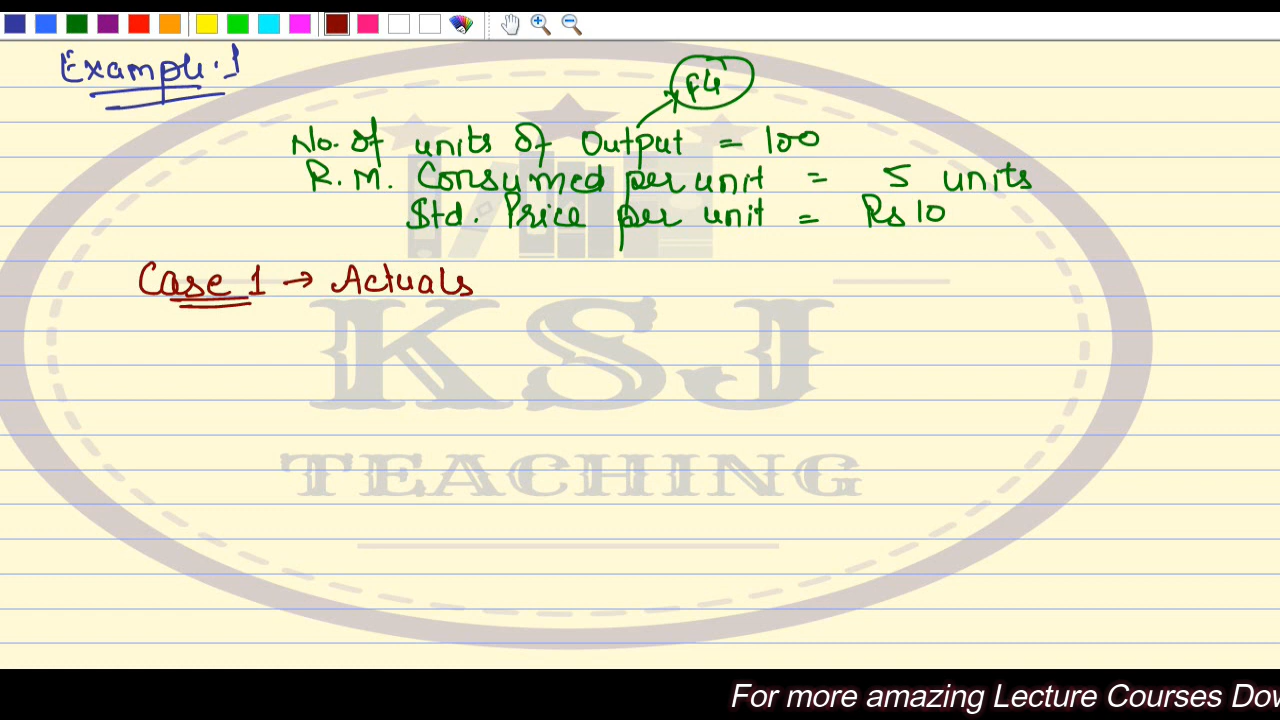 Example.1
FG
No. of units of Output = 100
R.M. Consumed per unit = 5 units
Std. Price per unit = Rs 10
Case 1 → Actuals
KSJ
TEACHING
For more amazing Lecture Courses Dow